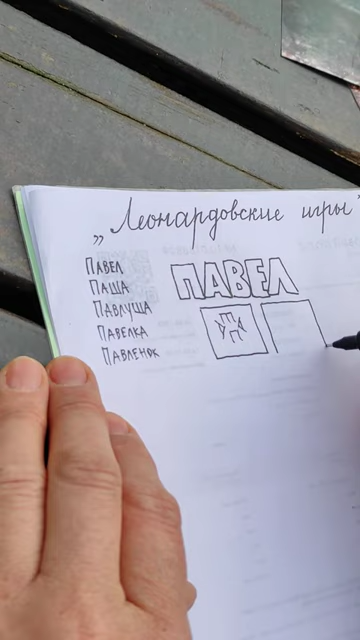 „Леонардовские игры"
ПАВЕЛ
ПАША
ПАВЛУША
ПАВЕЛКА
ПАВЛЕНОК
ПАВЕЛ